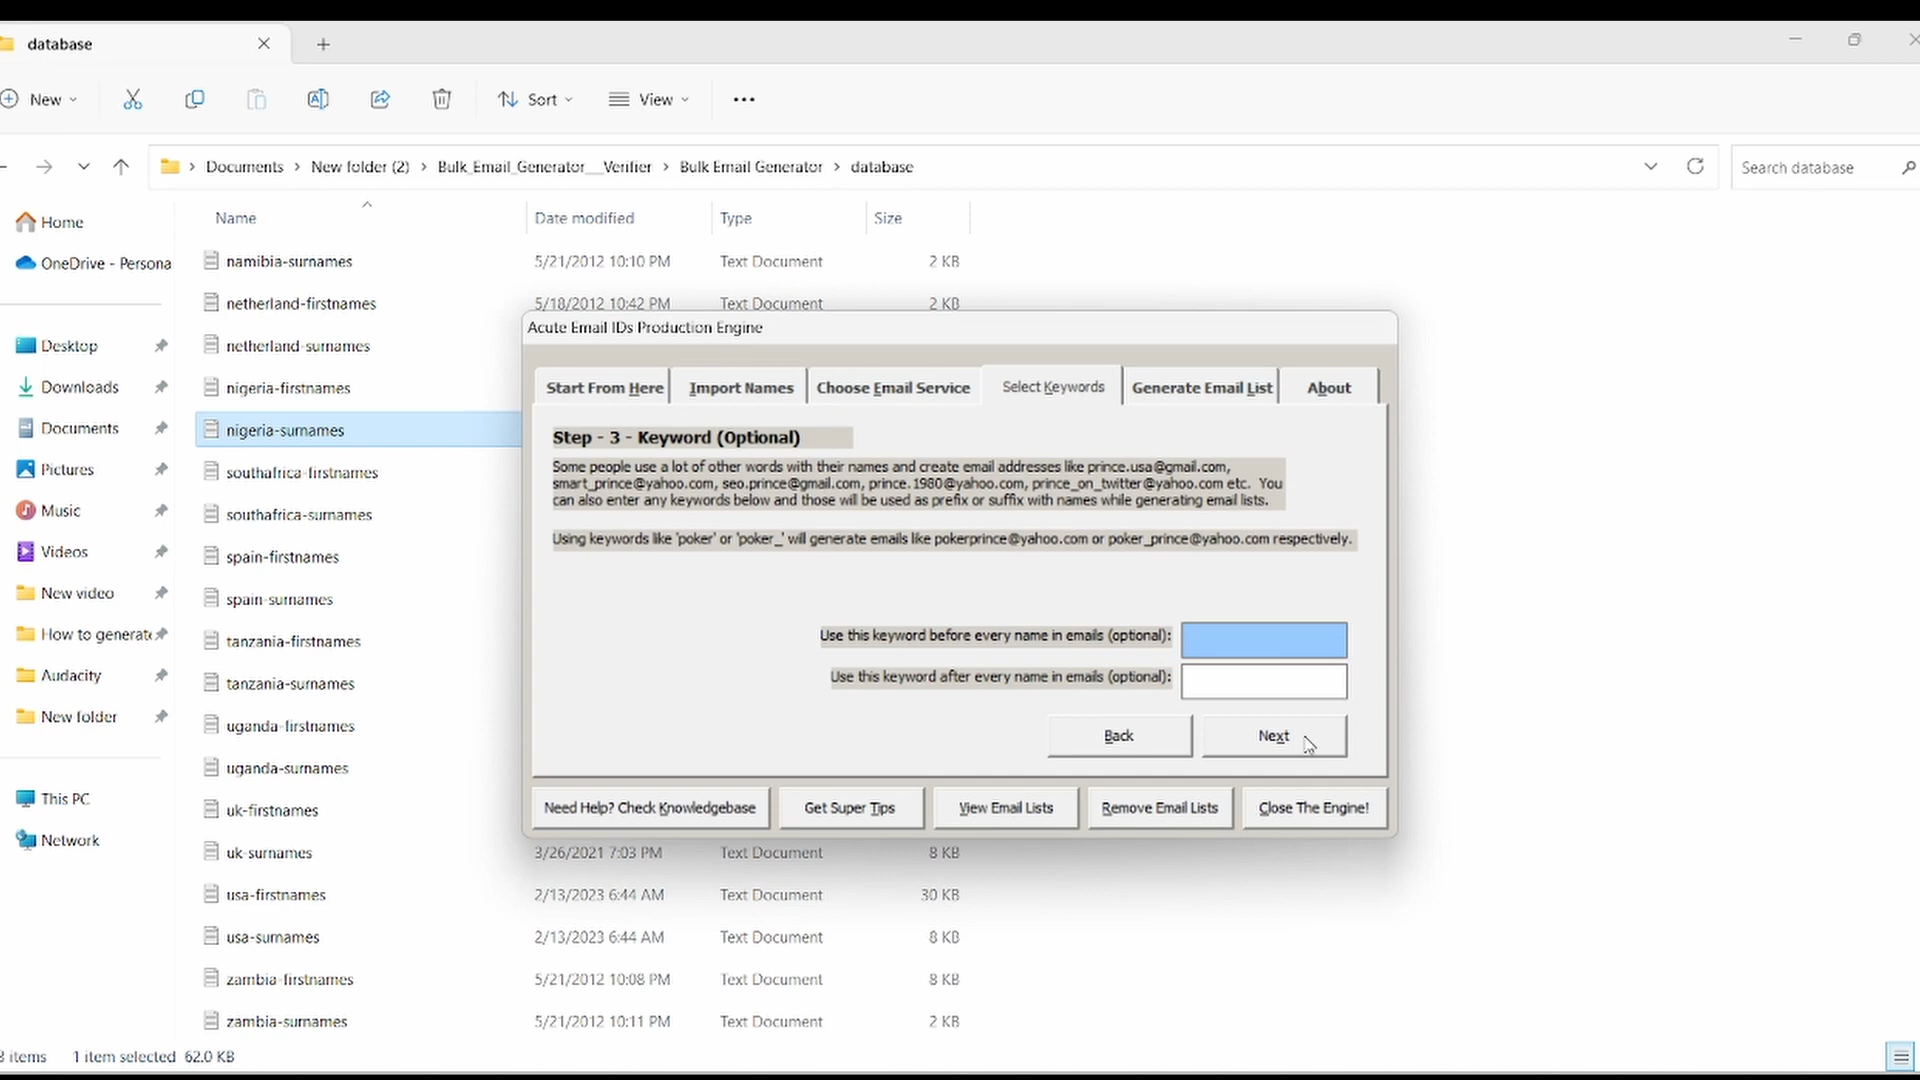 database
New
Sort
View
Documents
New folder (2)
Bulk_Email_Generator__Verifier
Bulk Email Generator
database
Search database
Name
Date modified
Type
Size
Home
OneDrive - Persona
Desktop
Downloads
Documents
Pictures
Music
Videos
New video
How to generate
Audacity
New folder
This PC
Network
namibia-surnames 5/21/2012 10:10 PM Text Document 2 KB
netherland-firstnames 5/18/2012 10:42 PM Text Document 2 KB
netherland-surnames
nigeria-firstnames
nigeria-surnames
southafrica-firstnames
southafrica-surnames
spain-firstnames
spain-surnames
tanzania-firstnames
tanzania-surnames
uganda-firstnames
uganda-surnames
uk-firstnames
uk-surnames 3/26/2021 7:03 PM Text Document 8 KB
usa-firstnames 2/13/2023 6:44 AM Text Document 30 KB
usa-surnames 2/13/2023 6:44 AM Text Document 8 KB
zambia-firstnames 5/21/2012 10:08 PM Text Document 8 KB
zambia-surnames 5/21/2012 10:11 PM Text Document 2 KB
Acute Email IDs Production Engine
Start From Here
Import Names
Choose Email Service
Select Keywords
Generate Email List
About
Step - 3 - Keyword (Optional)
Some people use a lot of other words with their names and create email addresses like prince.usa@gmail.com,
smart_prince@yahoo.com, seo.prince@gmail.com, prince.1980@yahoo.com, prince_on_twitter@yahoo.com etc. You
can also enter any keywords below and those will be used as prefix or suffix with names while generating email lists.
Using keywords like 'poker' or 'poker_' will generate emails like pokerprince@yahoo.com or poker_prince@yahoo.com respectively.
Use this keyword before every name in emails (optional):
Use this keyword after every name in emails (optional):
Back
Next
Need Help? Check Knowledgebase
Get Super Tips
View Email Lists
Remove Email Lists
Close The Engine!
items 1 item selected 62.0 KB